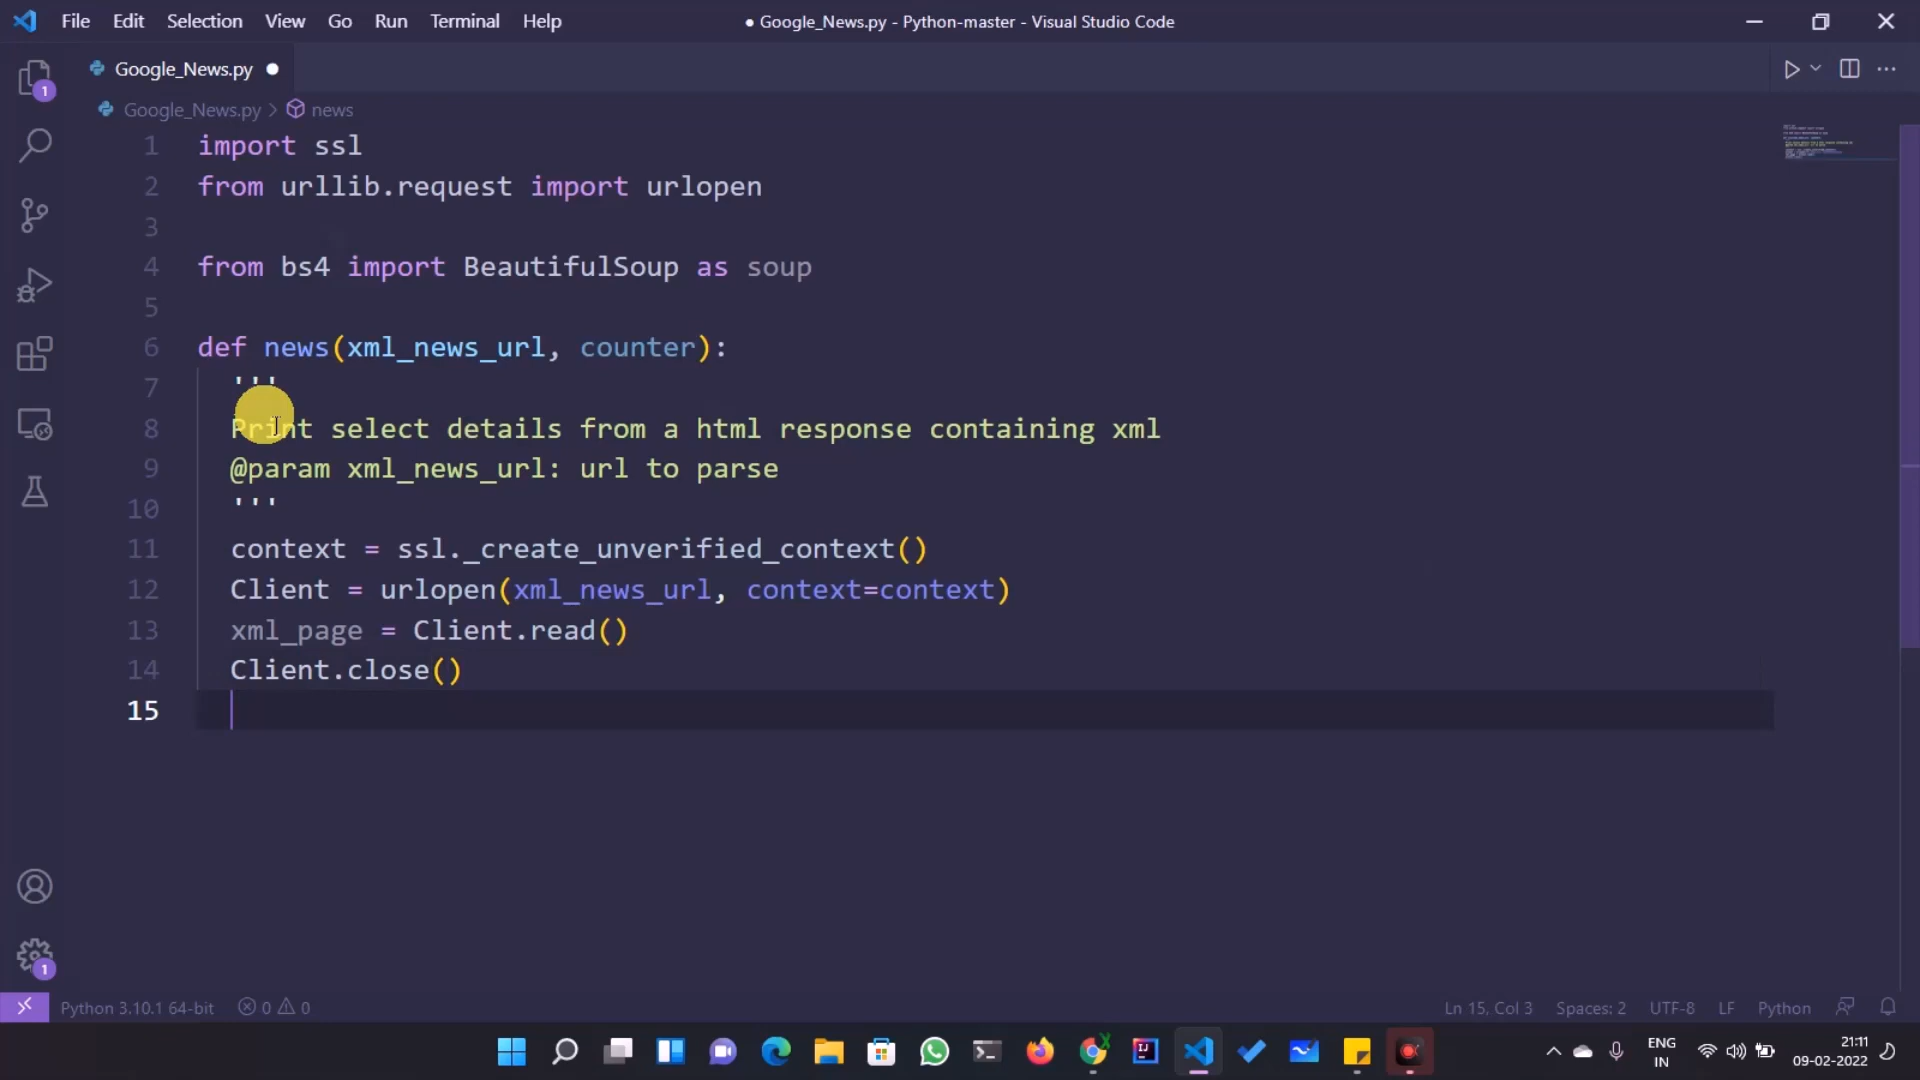 File Edit Selection View Go Run Terminal Help
● Google_News.py - Python-master - Visual Studio Code
Google_News.py ●
Google_News.py > news
1 import ssl
2 from urllib.request import urlopen
3
4 from bs4 import BeautifulSoup as soup
5
6 def news(xml_news_url, counter):
7   '''
8   Print select details from a html response containing xml
9   @param xml_news_url: url to parse
10   '''
11   context = ssl._create_unverified_context()
12   Client = urlopen(xml_news_url, context=context)
13   xml_page = Client.read()
14   Client.close()
15
1
1
Python 3.10.1 64-bit 0 0
Ln 15, Col 3 Spaces: 2 UTF-8 LF Python
ENG
IN
21:11
09-02-2022